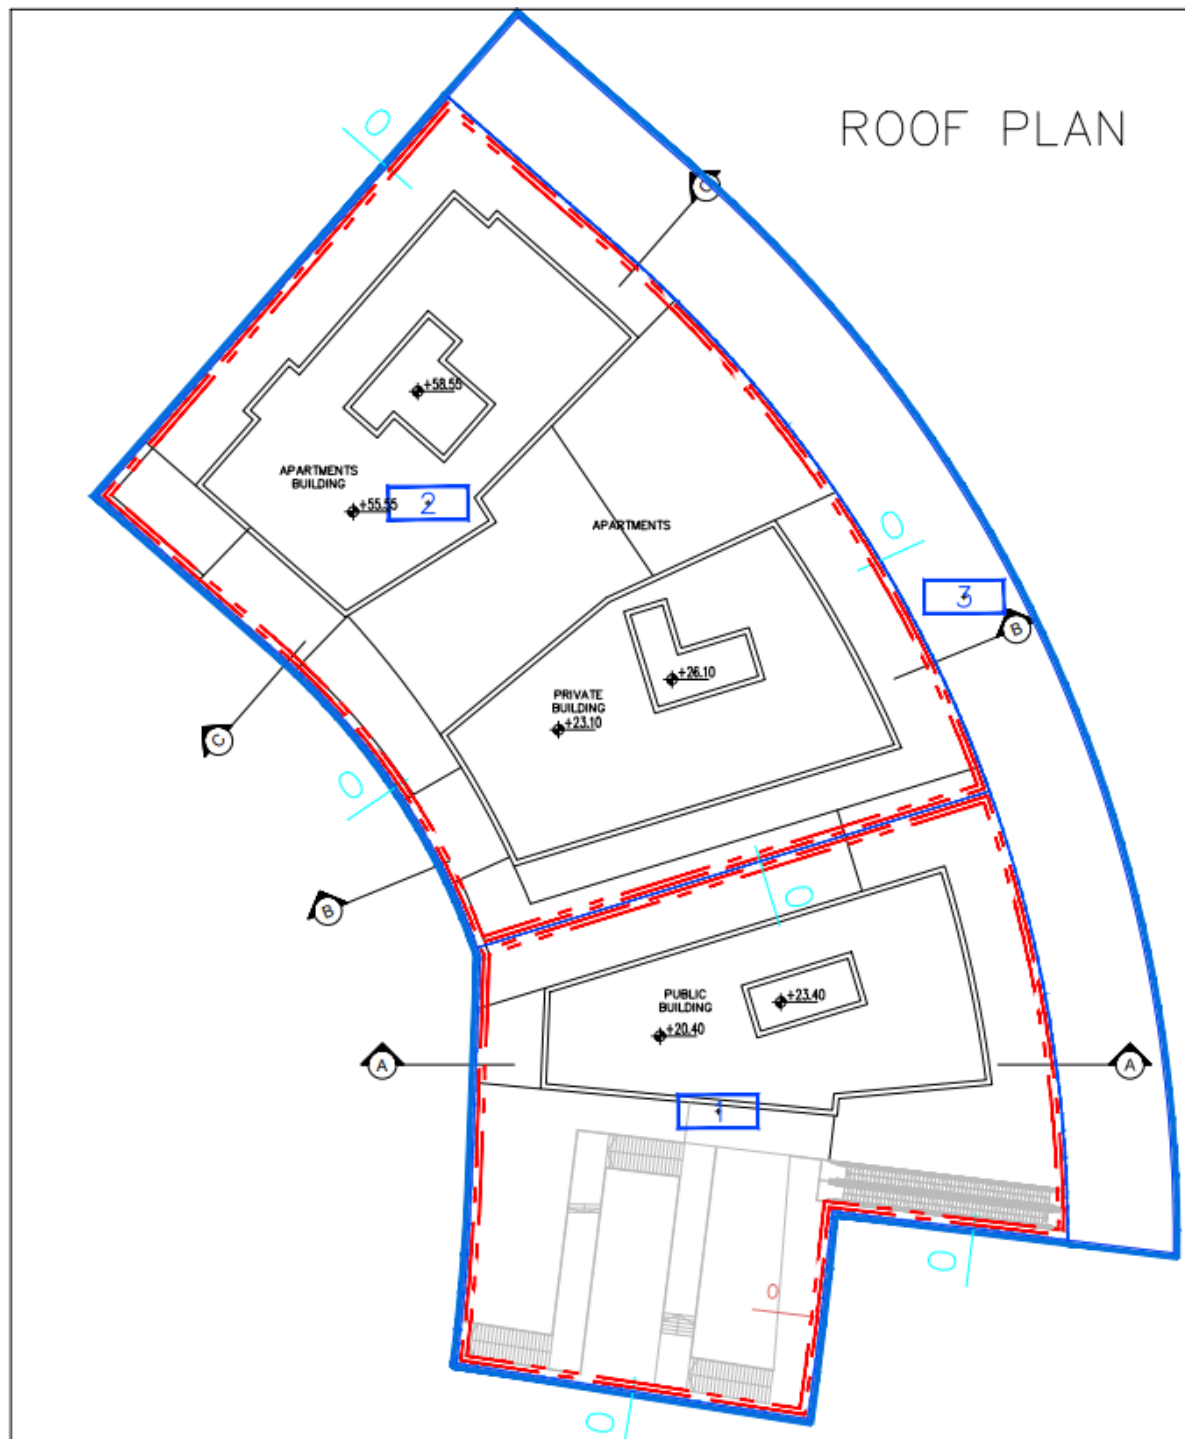 ROOF PLAN
0
C
+58.55
APARTMENTS
BUILDING
+55.55
2
APARTMENTS
0
3
B
+26.10
PRIVATE
BUILDING
+23.10
C
0
B
0
PUBLIC
BUILDING
+23.40
+20.40
A
A
1
0
0
0